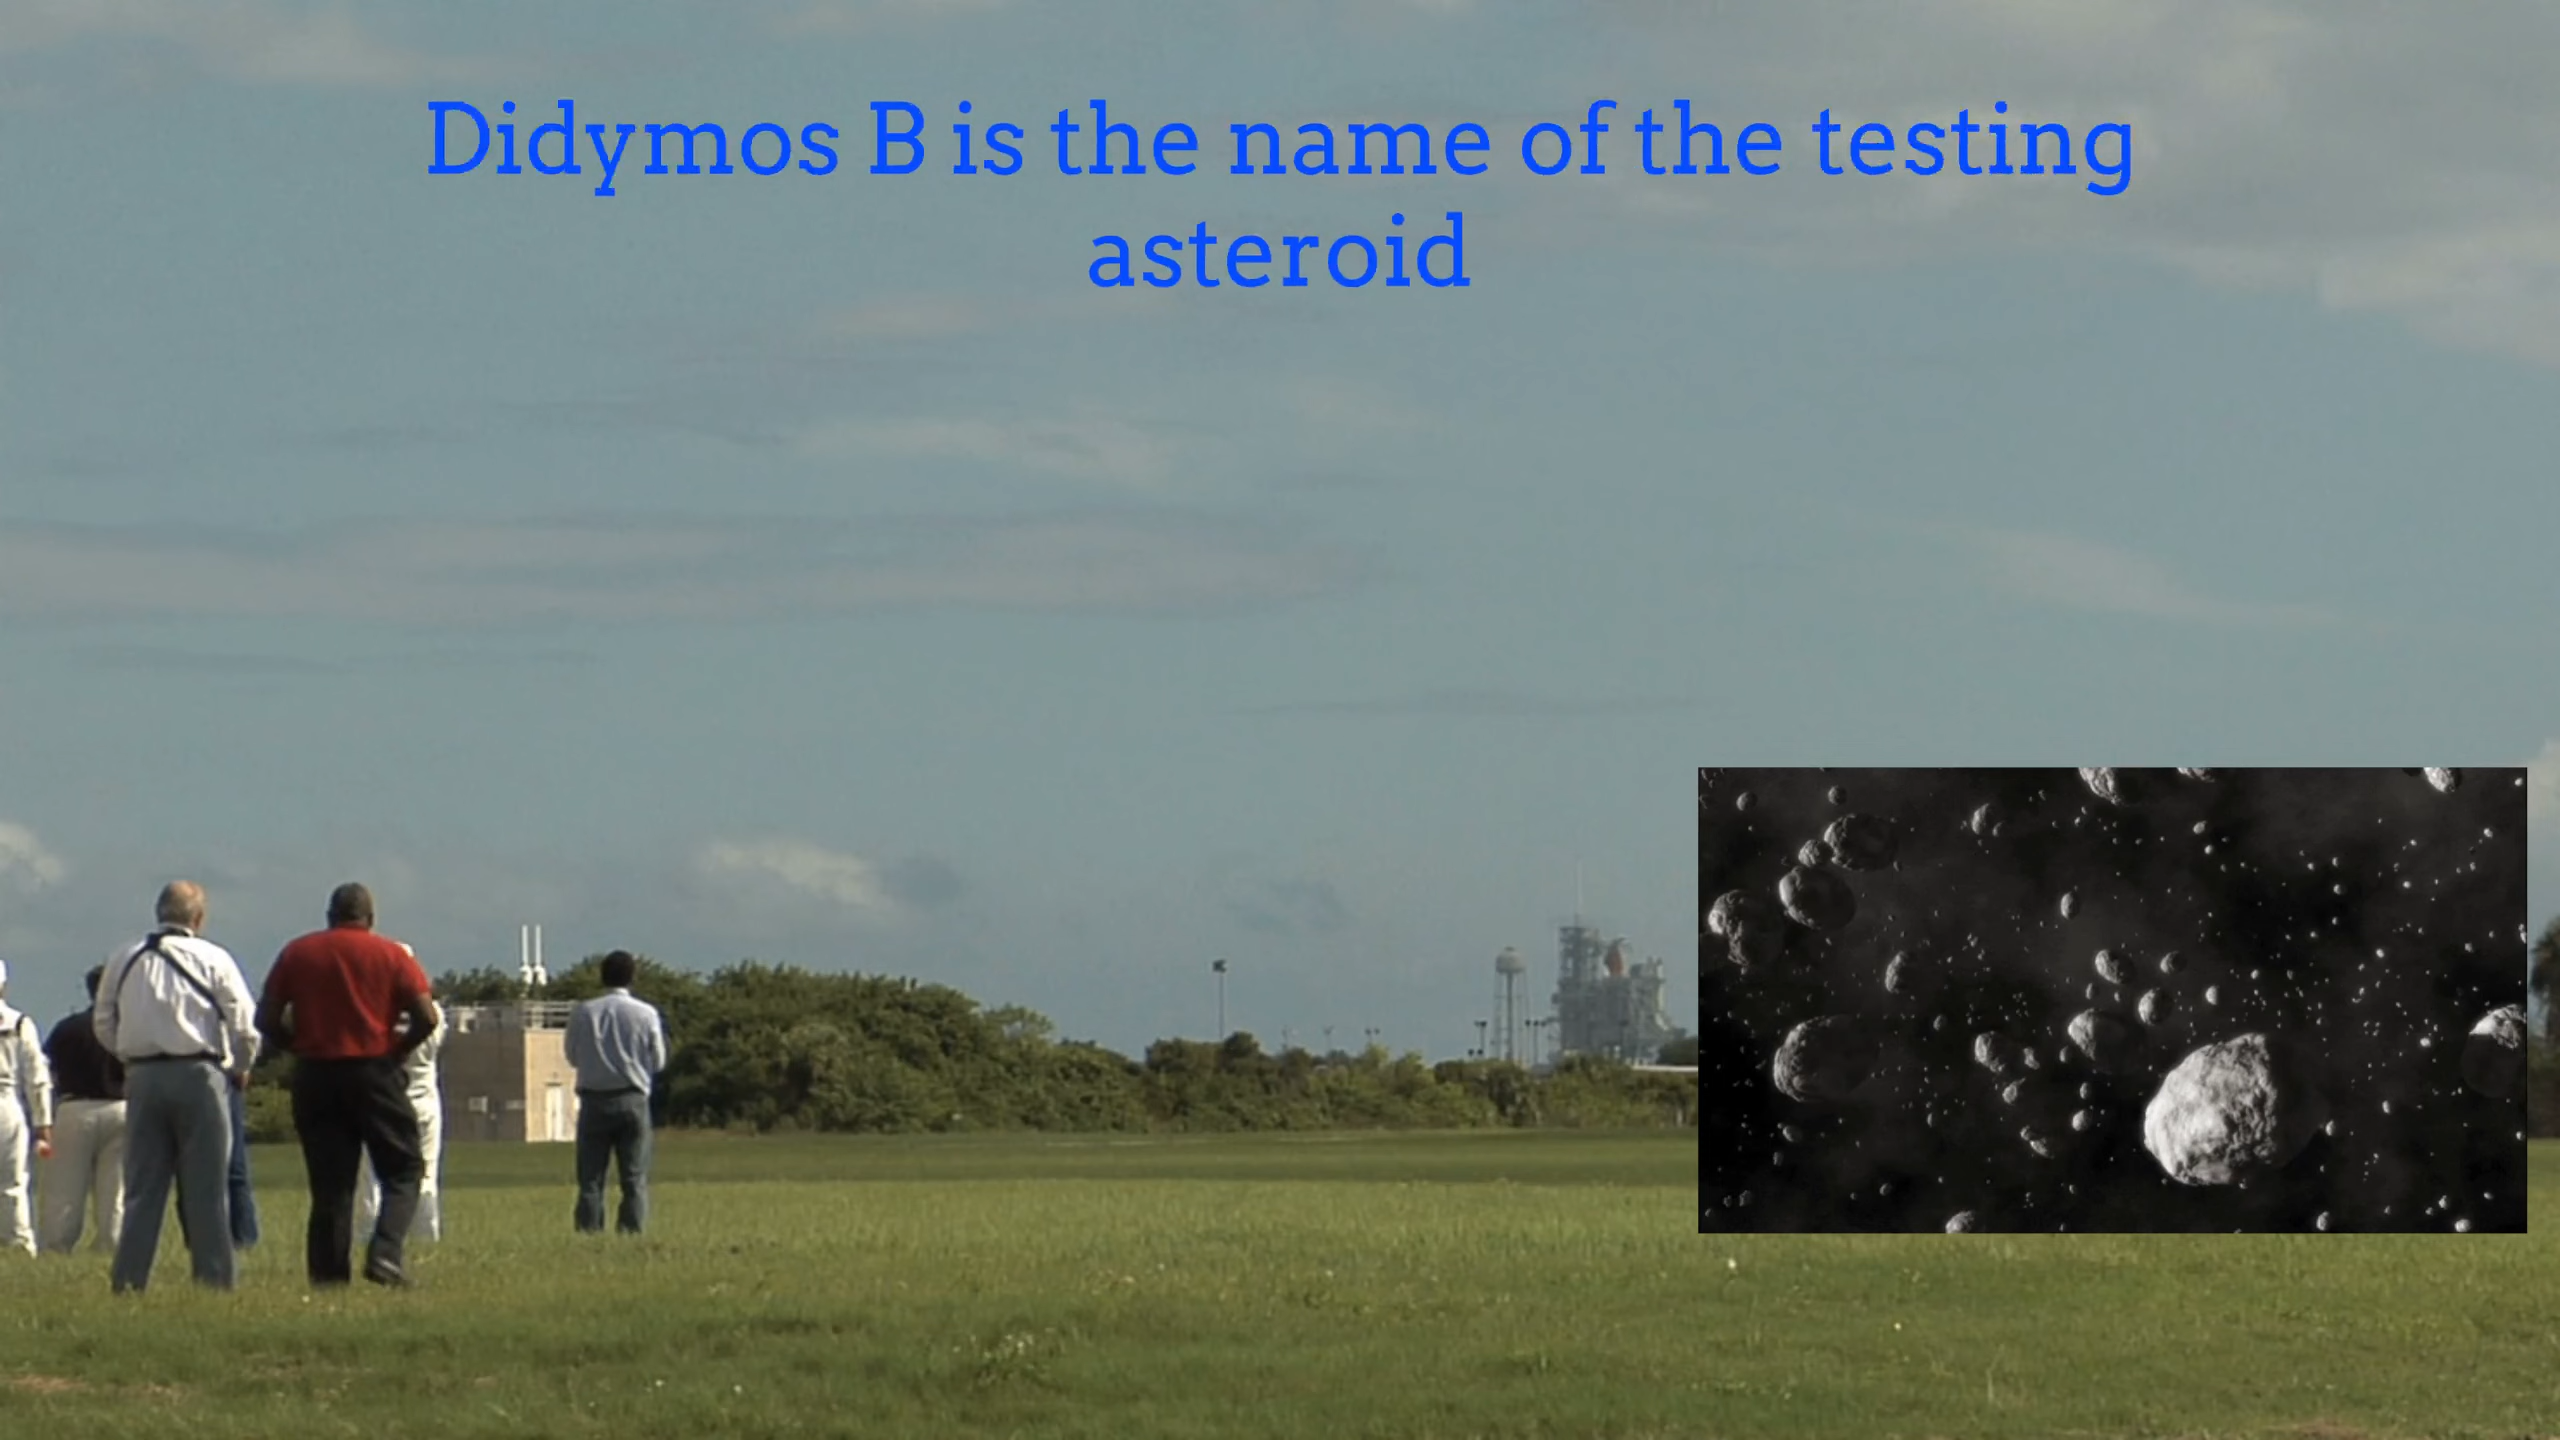 Didymos B is the name of the testing
asteroid